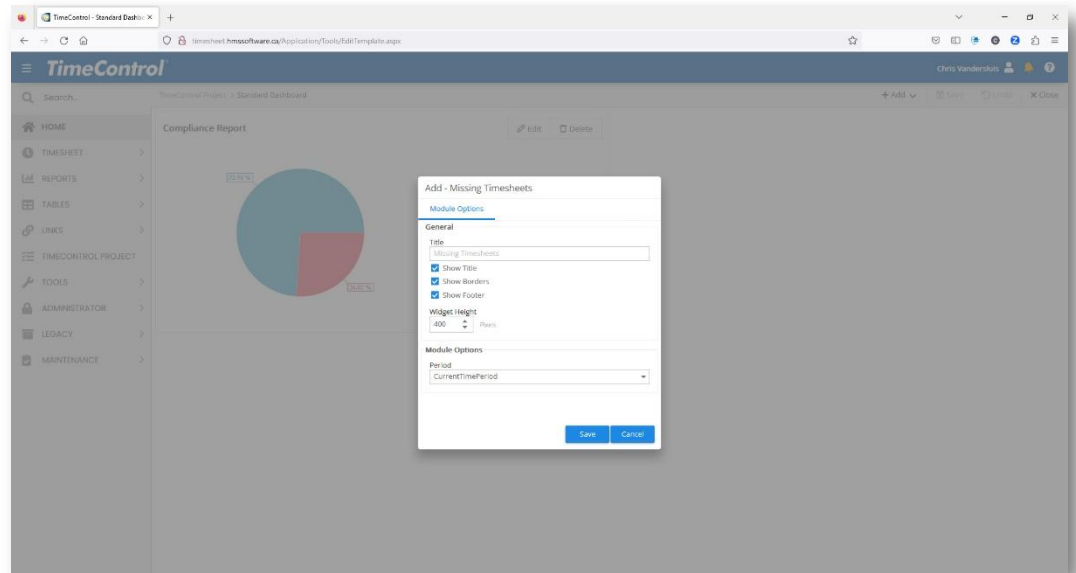 TimeControl - Standard Dashbo
timesheet.hmssoftware.ca/Application/Tools/EditTemplate.aspx
TimeControl
Chris Vandersluis
Search...
TimeControl Project > Standard Dashboard
+ Add
Save
Undo
Close
HOME
Compliance Report
Edit
Delete
TIMESHEET
REPORTS
TABLES
LINKS
TIMECONTROL PROJECT
TOOLS
ADMINISTRATOR
LEGACY
MAINTENANCE
Add - Missing Timesheets
Module Options
General
Title
Missing Timesheets
Show Title
Show Borders
Show Footer
Widget Height
400 Pixels
Module Options
Period
CurrentTimePeriod
Save Cancel